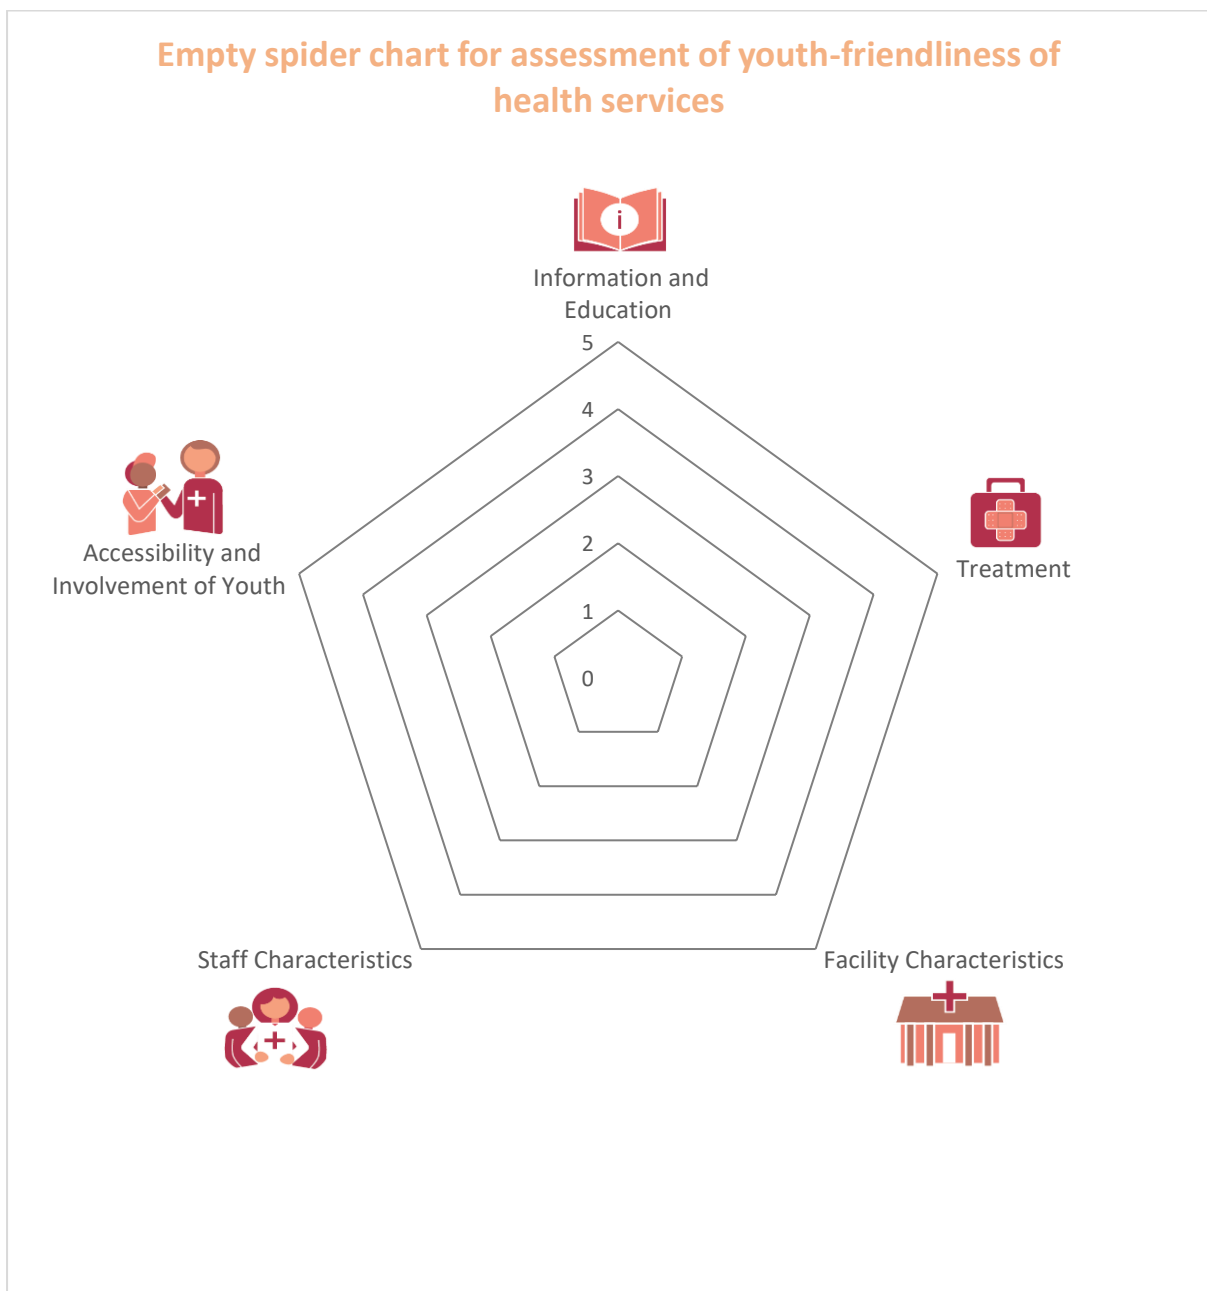 Empty spider chart for assessment of youth-friendliness of
health services
i
Information and
Education
5
4
3
2
1
0
Accessibility and
Involvement of Youth
Treatment
Staff Characteristics
Facility Characteristics